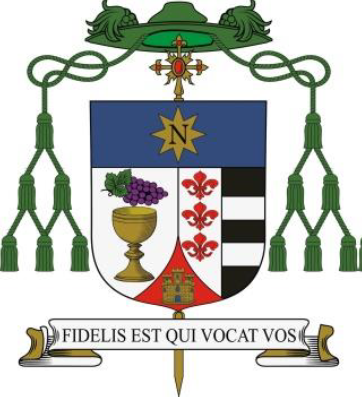 N
FIDELIS EST QUI VOCAT VOS